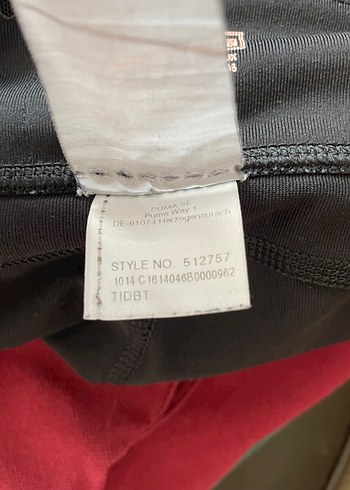 PUMA SE
Puma Way 1
DE-91074 Herzogenaurach
STYLE NO. 512757
1014 C1614046B0000962
TIDBT